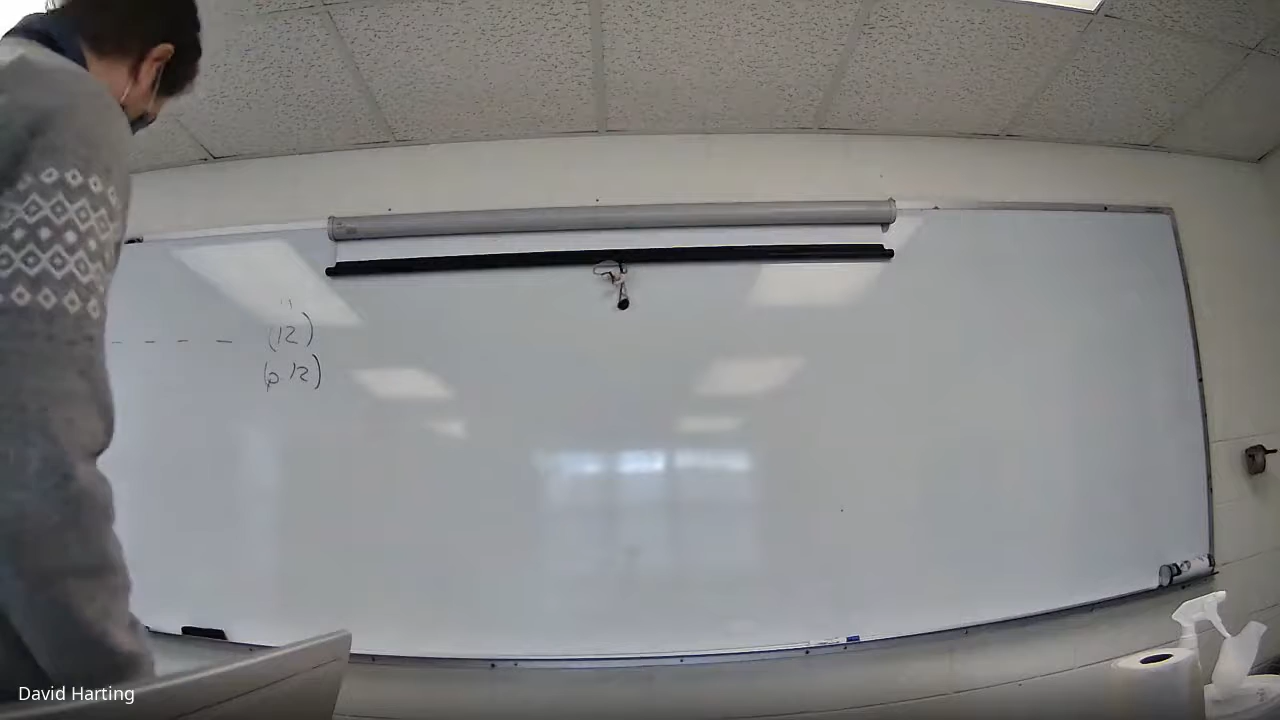 "
- - - - (12)
(p. 12)
David Harting